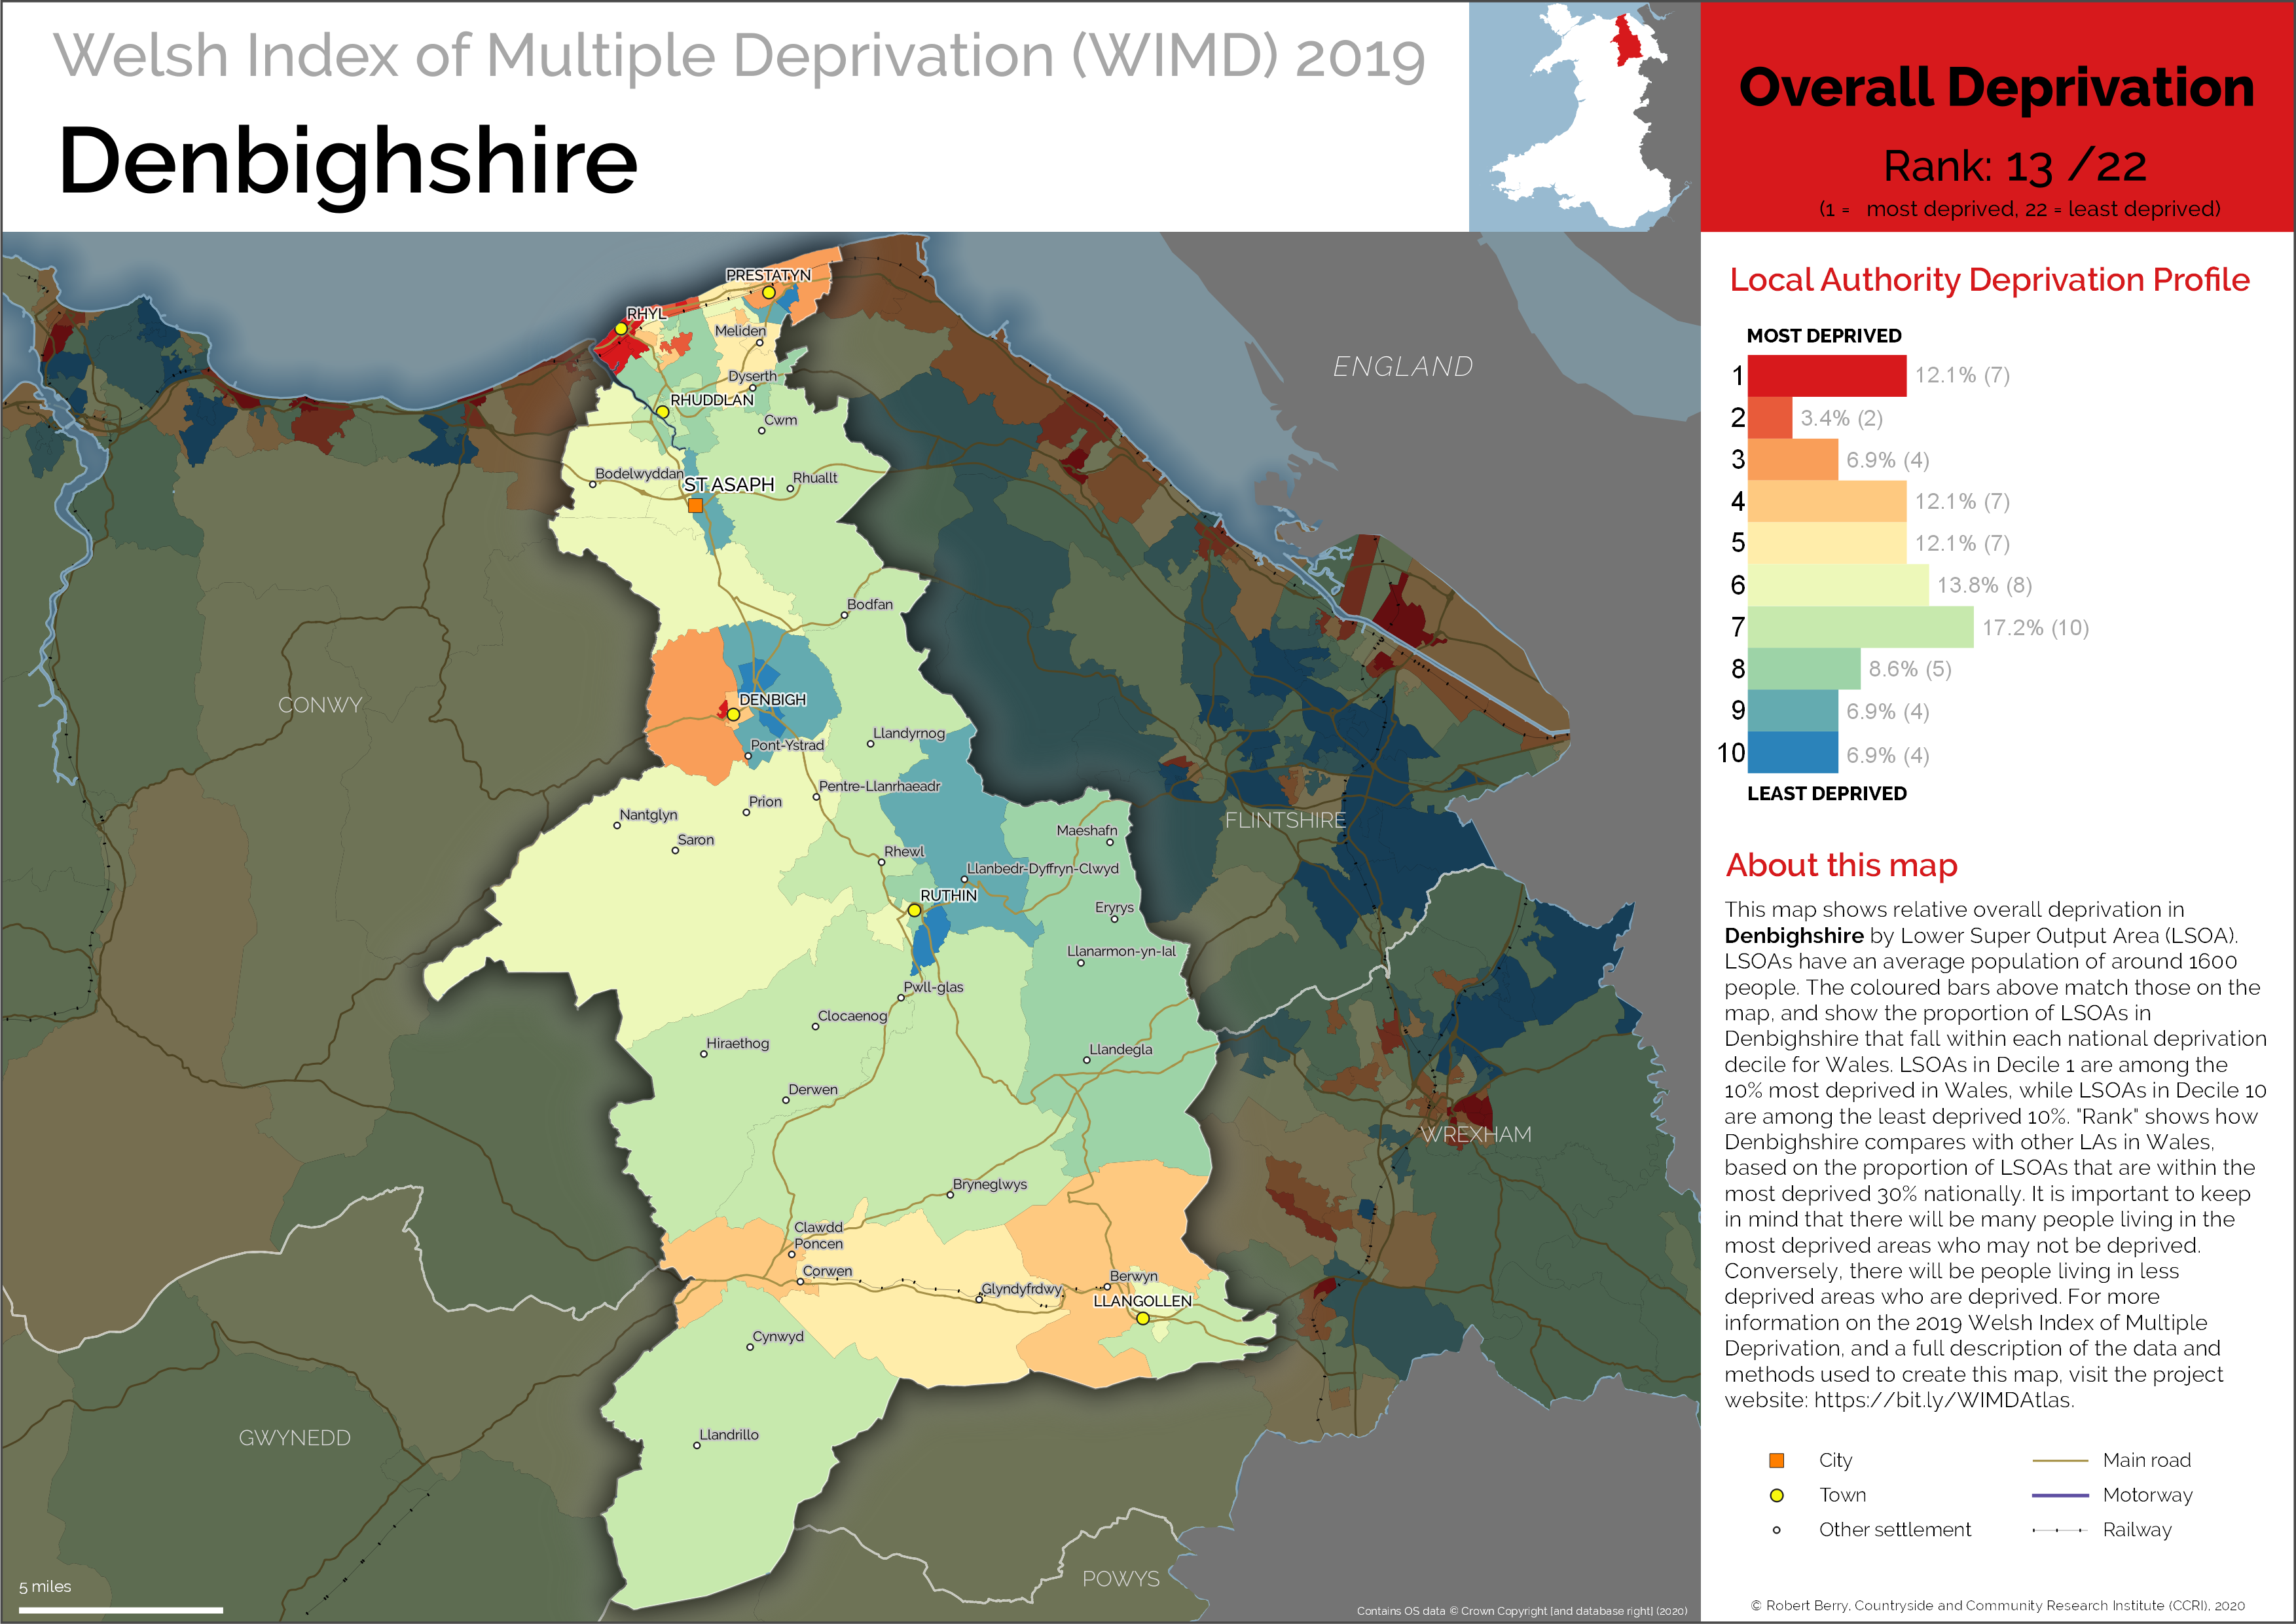 Welsh Index of Multiple Deprivation (WIMD) 2019
Denbighshire
Overall Deprivation
Rank: 13 /22
(1 = most deprived, 22 = least deprived)
Local Authority Deprivation Profile
MOST DEPRIVED
1 12.1% (7)
2 3.4% (2)
3 6.9% (4)
4 12.1% (7)
5 12.1% (7)
6 13.8% (8)
7 17.2% (10)
8 8.6% (5)
9 6.9% (4)
10 6.9% (4)
LEAST DEPRIVED
About this map
This map shows relative overall deprivation in
Denbighshire by Lower Super Output Area (LSOA).
LSOAs have an average population of around 1600
people. The coloured bars above match those on the
map, and show the proportion of LSOAs in
Denbighshire that fall within each national deprivation
decile for Wales. LSOAs in Decile 1 are among the
10% most deprived in Wales, while LSOAs in Decile 10
are among the least deprived 10%. "Rank" shows how
Denbighshire compares with other LAs in Wales,
based on the proportion of LSOAs that are within the
most deprived 30% nationally. It is important to keep
in mind that there will be many people living in the
most deprived areas who may not be deprived.
Conversely, there will be people living in less
deprived areas who are deprived. For more
information on the 2019 Welsh Index of Multiple
Deprivation, and a full description of the data and
methods used to create this map, visit the project
website: https://bit.ly/WIMDAtlas.
City
Main road
Town
Motorway
Other settlement
Railway
© Robert Berry, Countryside and Community Research Institute (CCRI), 2020
PRESTATYN
RHYL
Meliden
ENGLAND
Dyserth
RHUDDLAN
Cwm
Bodelwyddan
ST ASAPH
Rhuallt
Bodfan
CONWY
DENBIGH
Llandyrnog
Pont-Ystrad
Pentre-Llanrhaeadr
Prion
Nantglyn
FLINTSHIRE
Maeshafn
Saron
Rhewl
Llanbedr-Dyffryn-Clwyd
RUTHIN
Eryrys
Llanarmon-yn-Ial
Pwll-glas
Clocaenog
Hiraethog
Llandegla
Derwen
WREXHAM
Bryneglwys
Clawdd
Poncen
Corwen
Berwyn
Glyndyfrdwy
LLANGOLLEN
Cynwyd
GWYNEDD
Llandrillo
POWYS
5 miles
Contains OS data © Crown Copyright [and database right] (2020)